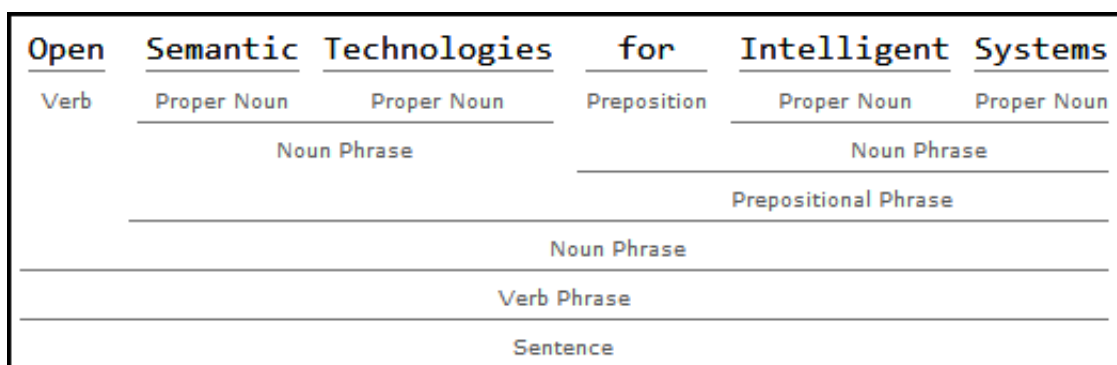 Open Semantic Technologies for Intelligent Systems
Verb Proper Noun Proper Noun Preposition Proper Noun Proper Noun
Noun Phrase Noun Phrase
Prepositional Phrase
Noun Phrase
Verb Phrase
Sentence